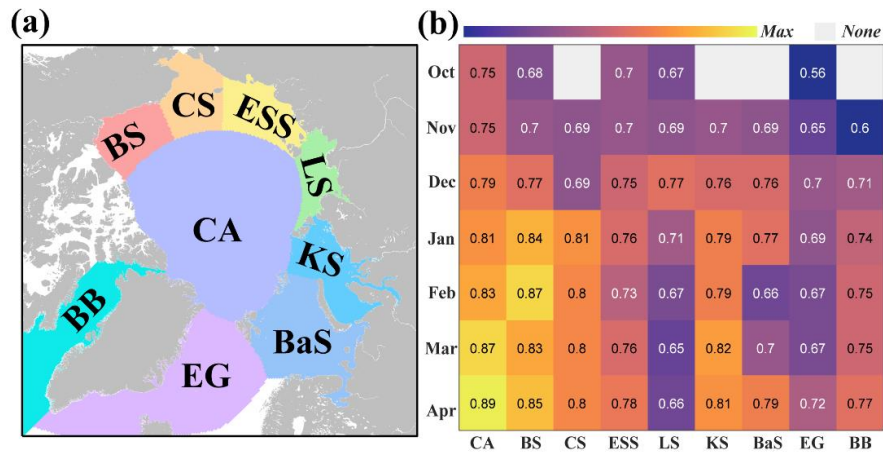 (a)
CS
ESS
BS
LS
CA
KS
BB
BaS
EG
(b)
Max
None
Oct 0.75 0.68 0.7 0.67 0.56
Nov 0.75 0.7 0.69 0.7 0.69 0.7 0.69 0.65 0.6
Dec 0.79 0.77 0.69 0.75 0.77 0.76 0.76 0.7 0.71
Jan 0.81 0.84 0.81 0.76 0.71 0.79 0.77 0.69 0.74
Feb 0.83 0.87 0.8 0.73 0.67 0.79 0.66 0.67 0.75
Mar 0.87 0.83 0.8 0.76 0.65 0.82 0.7 0.67 0.75
Apr 0.89 0.85 0.8 0.78 0.66 0.81 0.79 0.72 0.77
CA BS CS ESS LS KS BaS EG BB